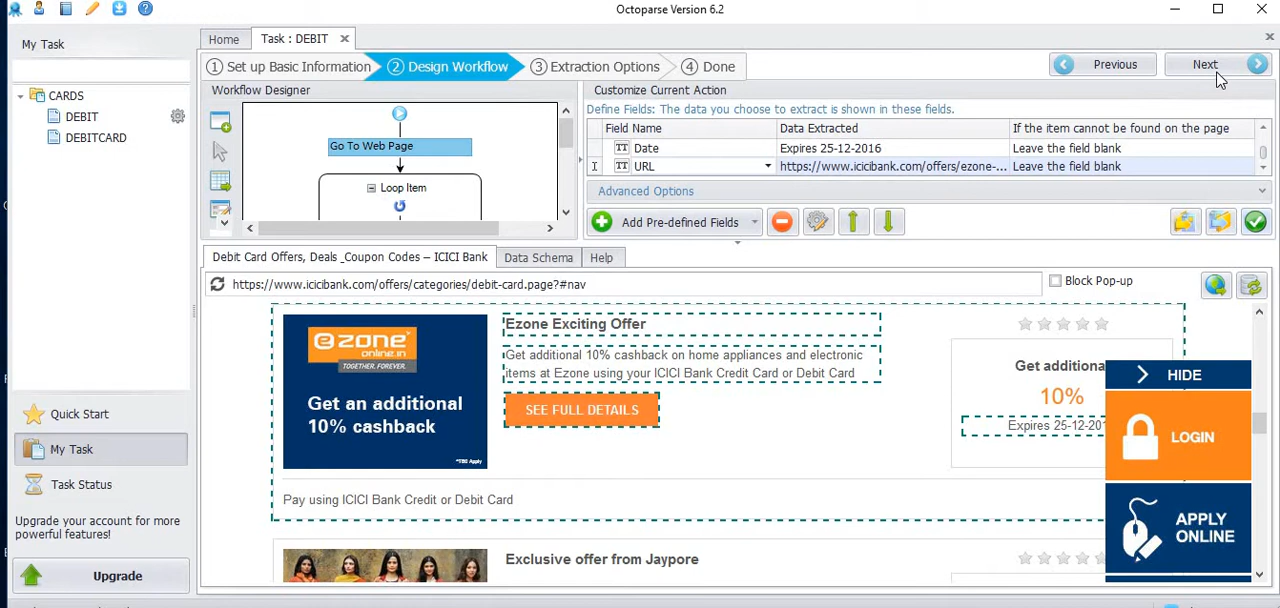 Octoparse Version 6.2
My Task
Home
Task : DEBIT
CARDS
DEBIT
DEBITCARD
1 Set up Basic Information
2 Design Workflow
3 Extraction Options
4 Done
Previous
Next
Workflow Designer
Go To Web Page
Loop Item
Customize Current Action
Define Fields: The data you choose to extract is shown in these fields.
Field Name
Data Extracted
If the item cannot be found on the page
TT Date
Expires 25-12-2016
Leave the field blank
TT URL
https://www.icicibank.com/offers/ezone-...
Leave the field blank
Advanced Options
Add Pre-defined Fields
Debit Card Offers, Deals _Coupon Codes – ICICI Bank
Data Schema
Help
https://www.icicibank.com/offers/categories/debit-card.page?#nav
Block Pop-up
ezone
online.in
TOGETHER. FOREVER.
Get an additional
10% cashback
*T&C Apply
Ezone Exciting Offer
Get additional 10% cashback on home appliances and electronic
items at Ezone using your ICICI Bank Credit Card or Debit Card
SEE FULL DETAILS
Get additiona
10%
Expires 25-12-201
Pay using ICICI Bank Credit or Debit Card
Exclusive offer from Jaypore
HIDE
LOGIN
APPLY
ONLINE
Quick Start
My Task
Task Status
Upgrade your account for more
powerful features!
Upgrade